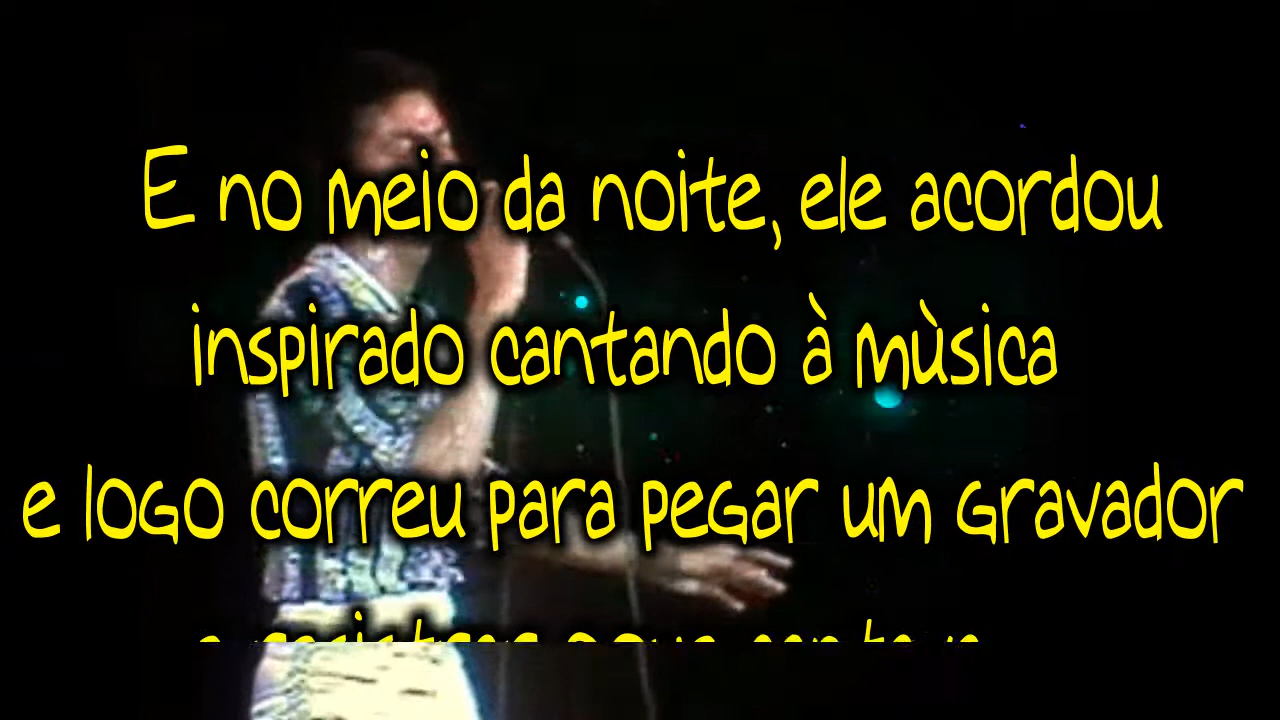 E no meio da noite, ele acordou
inspirado cantando à mùsica
e logo correu para pegar um gravador